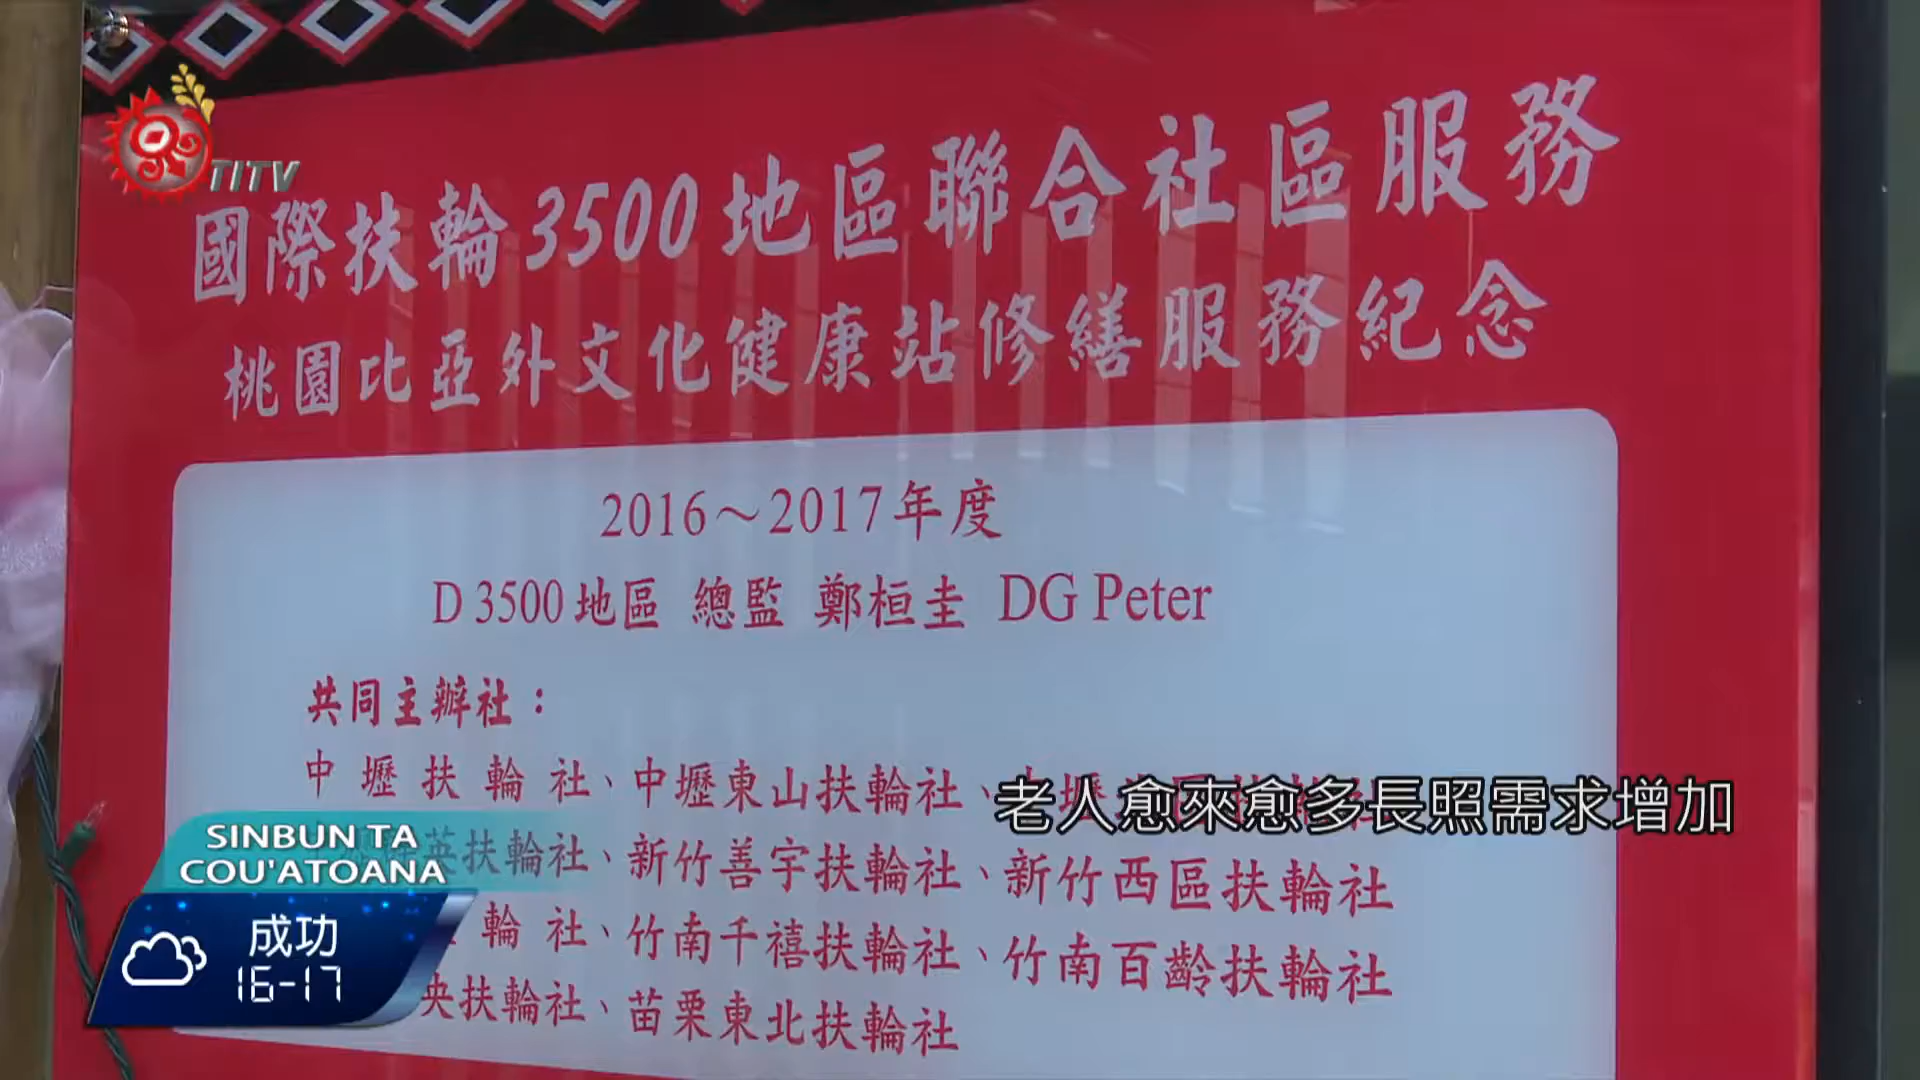 TITV
國際扶輪3500地區聯合社區服務
桃園比亞外文化健康站修繕服務紀念
2016～2017年度
D 3500地區 總監 鄭桓圭 DG Peter
共同主辦社：
中壢扶輪社、中壢東山扶輪社、
老人愈來愈多長照需求增加
英扶輪社、新竹善宇扶輪社、新竹西區扶輪社
輪社、竹南千禧扶輪社、竹南百齡扶輪社
央扶輪社、苗栗東北扶輪社
SINBUN TA
COU'ATOANA
成功
16-17